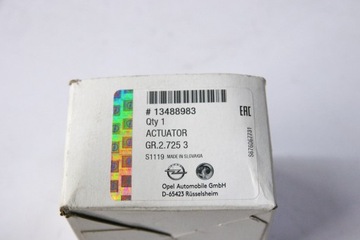 # 13488983
Qty 1
ACTUATOR
GR.2.725 3
S1119 MADE IN SLOVAKIA
Opel Automobile GmbH
D-65423 Rüsselsheim
EAC